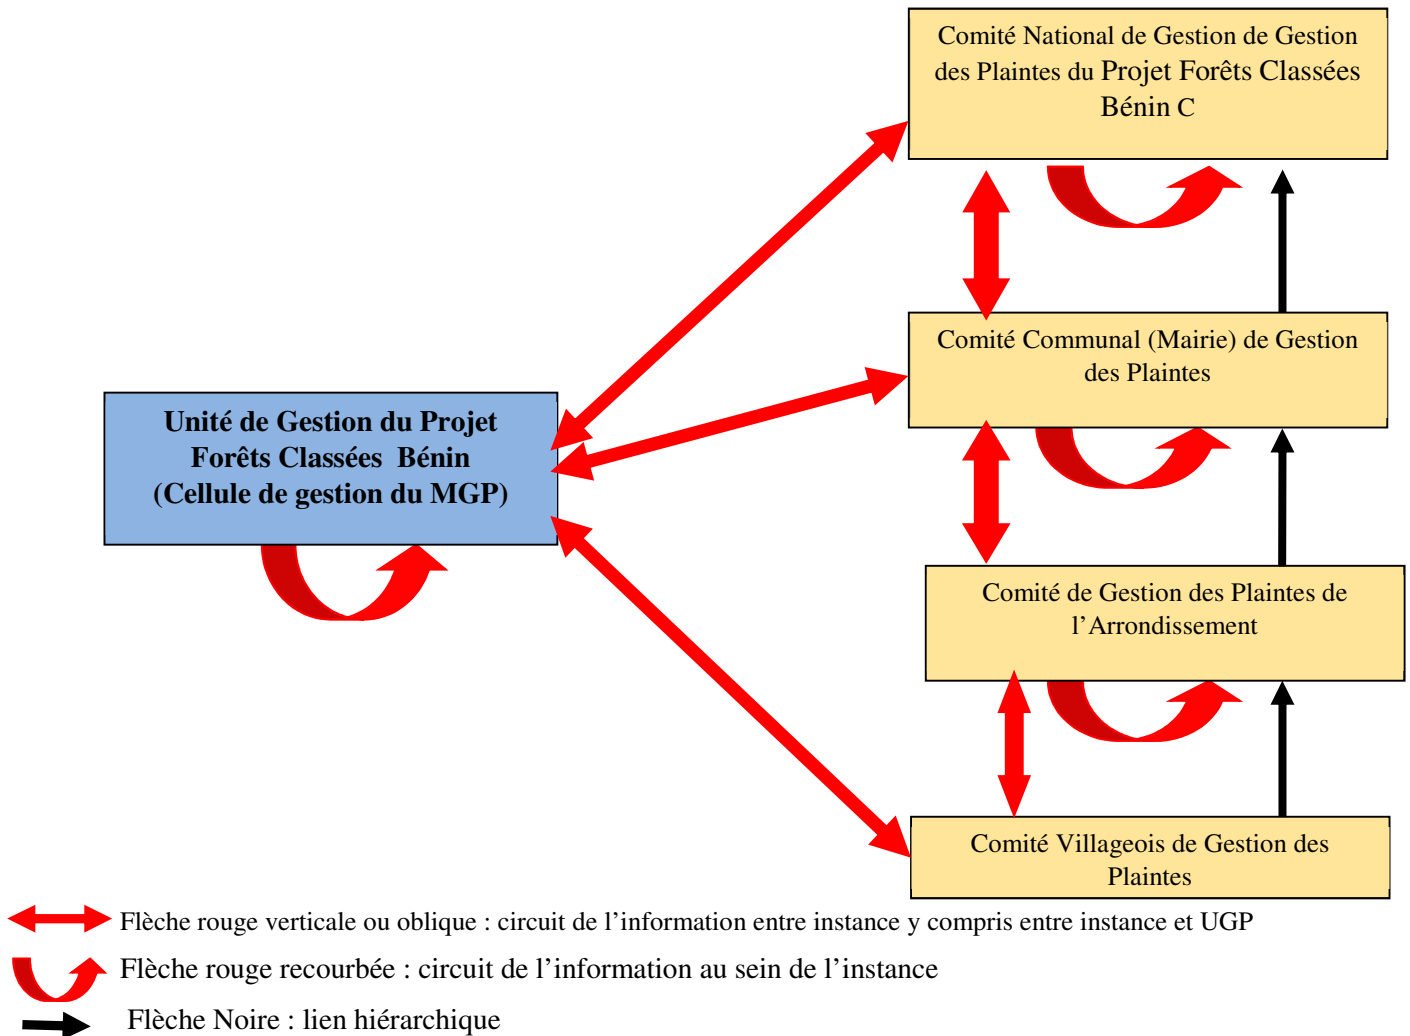 Comité National de Gestion de Gestion
des Plaintes du Projet Forêts Classées
Bénin C
Comité Communal (Mairie) de Gestion
des Plaintes
Unité de Gestion du Projet
Forêts Classées Bénin
(Cellule de gestion du MGP)
Comité de Gestion des Plaintes de
l’Arrondissement
Comité Villageois de Gestion des
Plaintes
Flèche rouge verticale ou oblique : circuit de l’information entre instance y compris entre instance et UGP
Flèche rouge recourbée : circuit de l’information au sein de l’instance
Flèche Noire : lien hiérarchique